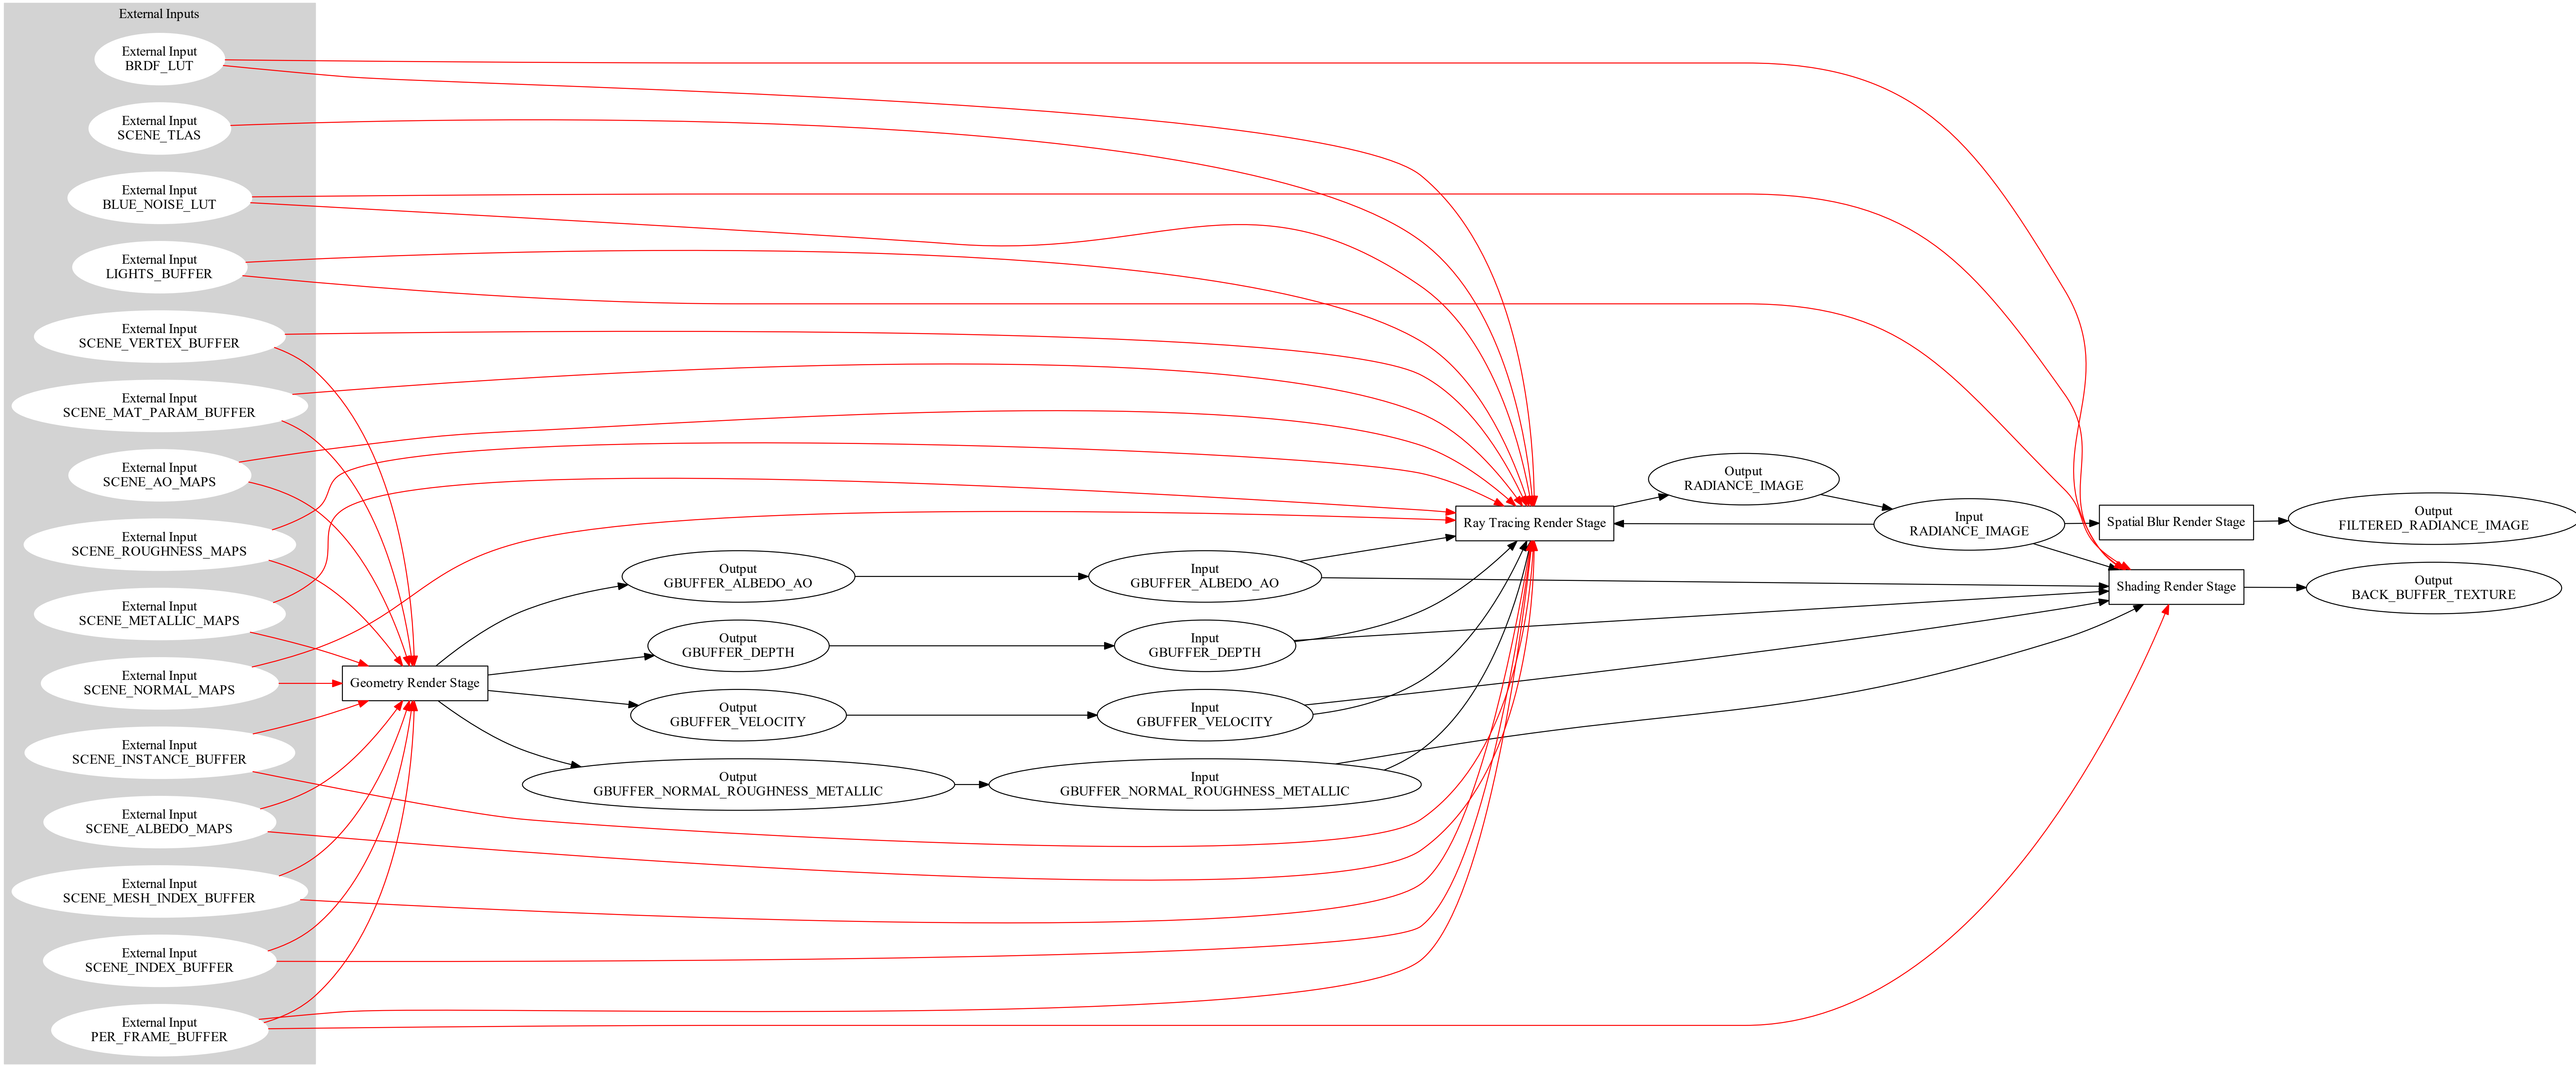 External Inputs
External Input
BRDF_LUT
External Input
SCENE_TLAS
External Input
BLUE_NOISE_LUT
External Input
LIGHTS_BUFFER
External Input
SCENE_VERTEX_BUFFER
External Input
SCENE_MAT_PARAM_BUFFER
External Input
SCENE_AO_MAPS
External Input
SCENE_ROUGHNESS_MAPS
External Input
SCENE_METALLIC_MAPS
External Input
SCENE_NORMAL_MAPS
External Input
SCENE_INSTANCE_BUFFER
External Input
SCENE_ALBEDO_MAPS
External Input
SCENE_MESH_INDEX_BUFFER
External Input
SCENE_INDEX_BUFFER
External Input
PER_FRAME_BUFFER
Geometry Render Stage
Output
GBUFFER_ALBEDO_AO
Output
GBUFFER_DEPTH
Output
GBUFFER_VELOCITY
Output
GBUFFER_NORMAL_ROUGHNESS_METALLIC
Input
GBUFFER_ALBEDO_AO
Input
GBUFFER_DEPTH
Input
GBUFFER_VELOCITY
Input
GBUFFER_NORMAL_ROUGHNESS_METALLIC
Ray Tracing Render Stage
Output
RADIANCE_IMAGE
Input
RADIANCE_IMAGE
Spatial Blur Render Stage
Shading Render Stage
Output
FILTERED_RADIANCE_IMAGE
Output
BACK_BUFFER_TEXTURE